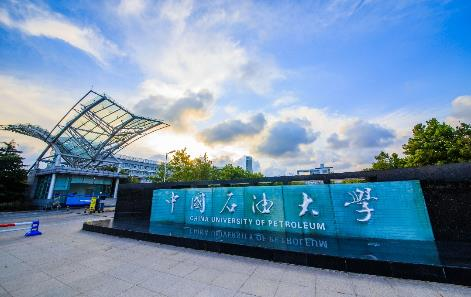 中國石油大學
CHINA UNIVERSITY OF PETROLEUM